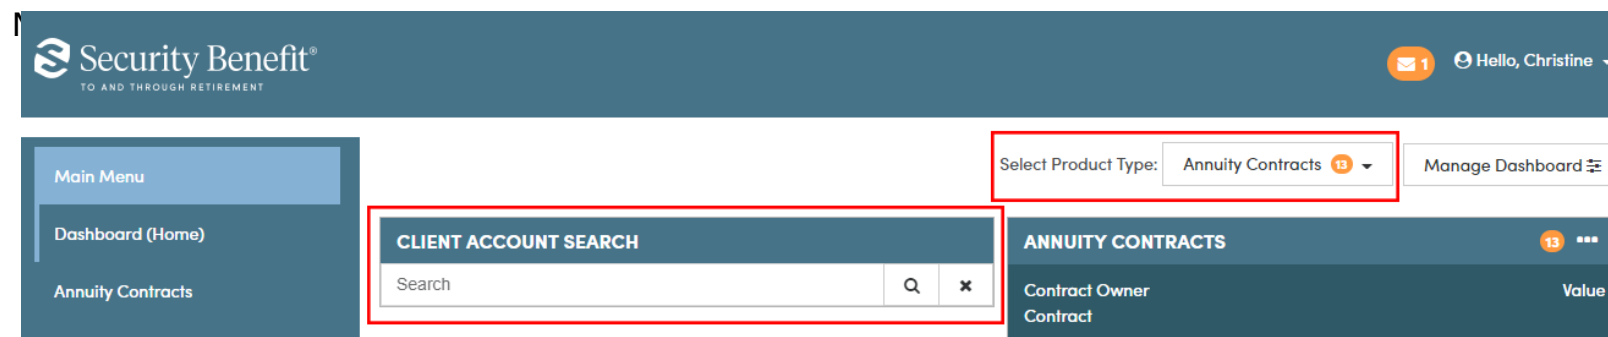 Security Benefit®
TO AND THROUGH RETIREMENT
1
Hello, Christine
Main Menu
Dashboard (Home)
Annuity Contracts
Select Product Type:
Annuity Contracts 13
Manage Dashboard
CLIENT ACCOUNT SEARCH
Search
ANNUITY CONTRACTS 13
Contract Owner Value
Contract